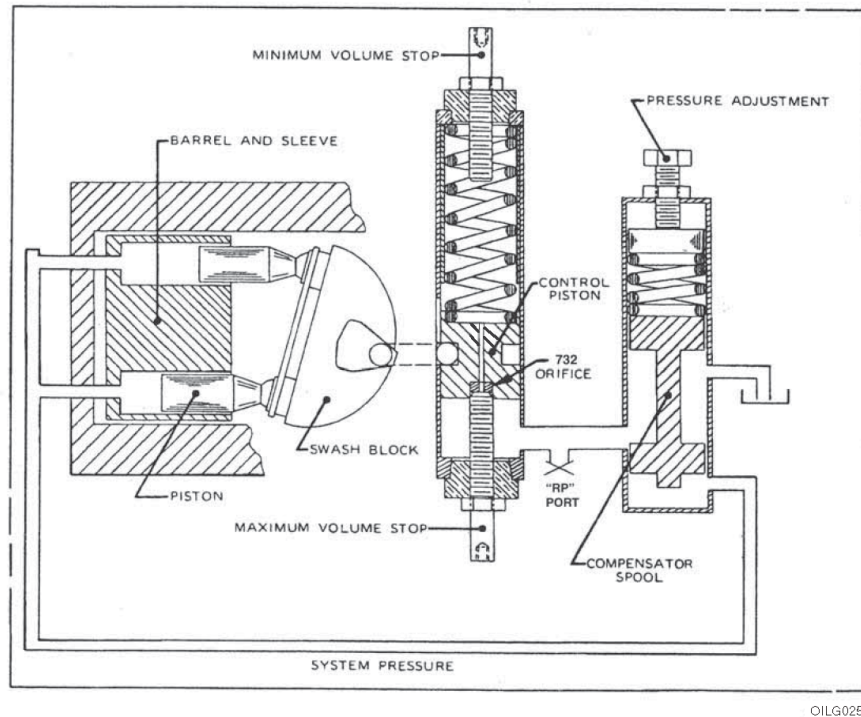 MINIMUM VOLUME STOP
PRESSURE ADJUSTMENT
BARREL AND SLEEVE
CONTROL
PISTON
732
ORIFICE
SWASH BLOCK
PISTON
"RP"
PORT
MAXIMUM VOLUME STOP
COMPENSATOR
SPOOL
SYSTEM PRESSURE
OILG025